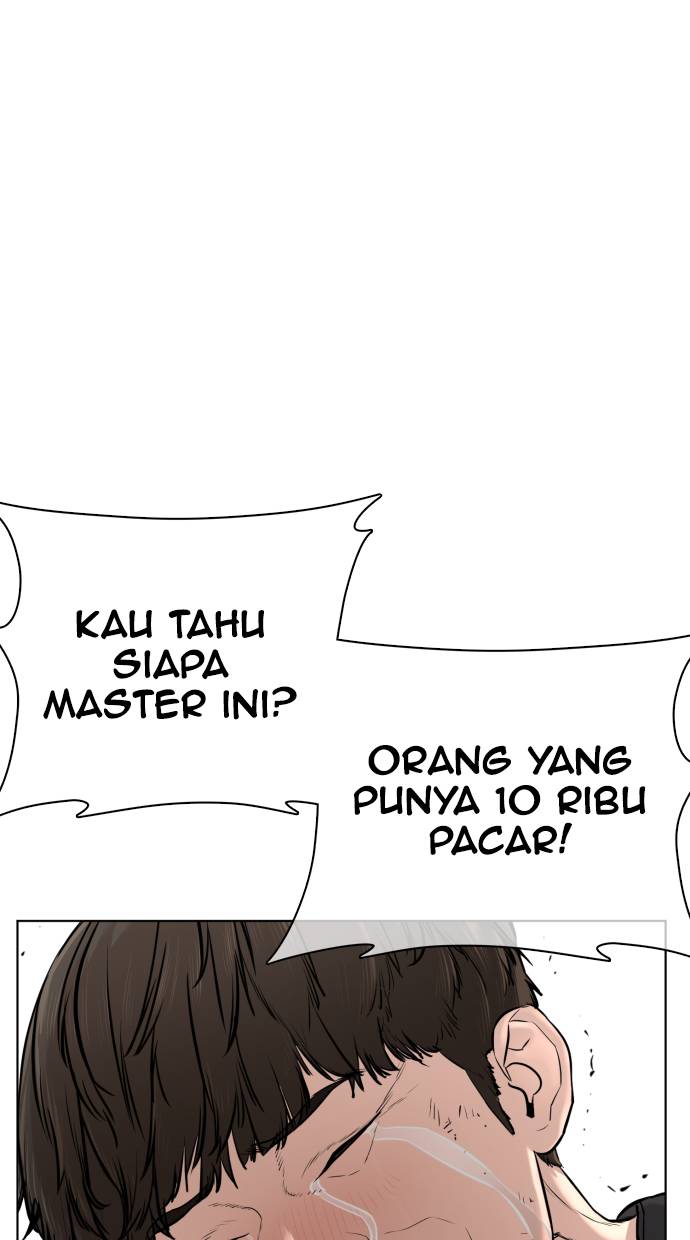 KAU TAHU
SIAPA
MASTER INI?
ORANG YANG
PUNYA 10 RIBU
PACAR!